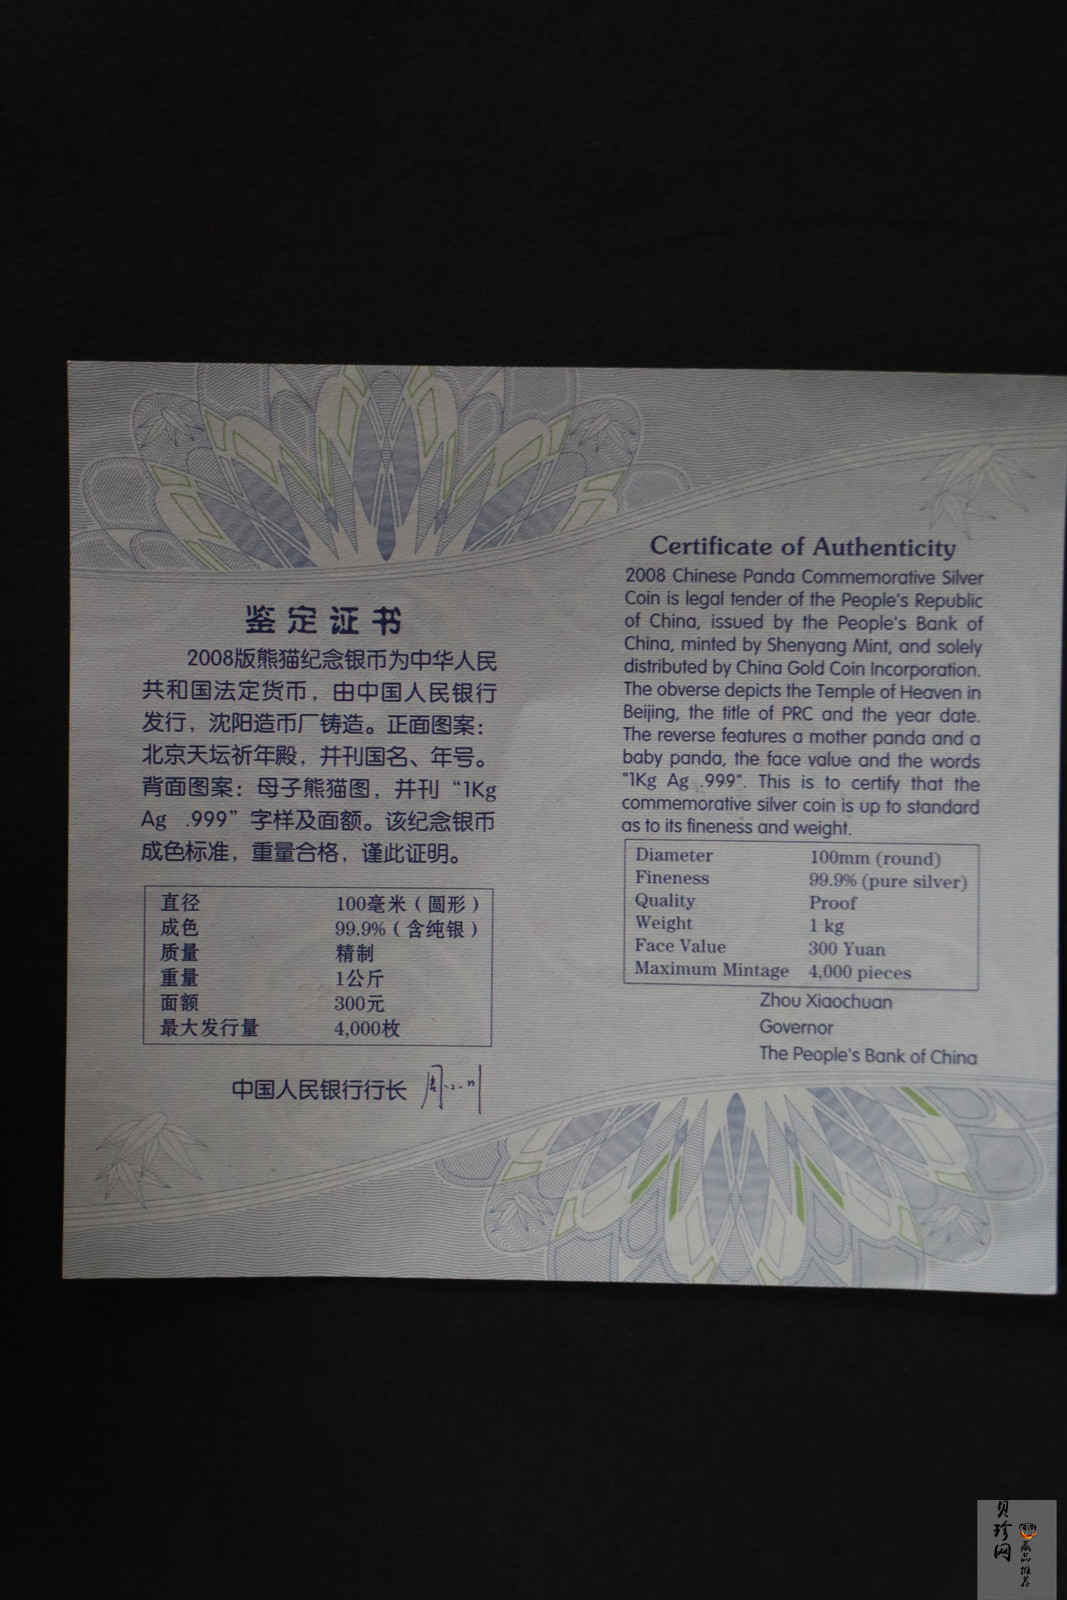 鉴定证书
2008版熊猫纪念银币为中华人民
共和国法定货币，由中国人民银行
发行，沈阳造币厂铸造。正面图案：
北京天坛祈年殿，并刊国名、年号。
背面图案：母子熊猫图，并刊“1Kg
Ag .999”字样及面额。该纪念银币
成色标准，重量合格，谨此证明。
直径 100毫米（圆形）
成色 99.9%（含纯银）
质量 精制
重量 1公斤
面额 300元
最大发行量 4,000枚
中国人民银行行长
Certificate of Authenticity
2008 Chinese Panda Commemorative Silver
Coin is legal tender of the People's Republic
of China, issued by the People's Bank of
China, minted by Shenyang Mint, and solely
distributed by China Gold Coin Incorporation.
The obverse depicts the Temple of Heaven in
Beijing, the title of PRC and the year date.
The reverse features a mother panda and a
baby panda, the face value and the words
"1Kg Ag .999". This is to certify that the
commemorative silver coin is up to standard
as to its fineness and weight.
Diameter 100mm (round)
Fineness 99.9% (pure silver)
Quality Proof
Weight 1 kg
Face Value 300 Yuan
Maximum Mintage 4,000 pieces
Zhou Xiaochuan
Governor
The People's Bank of China
贝珍网
藏品推荐